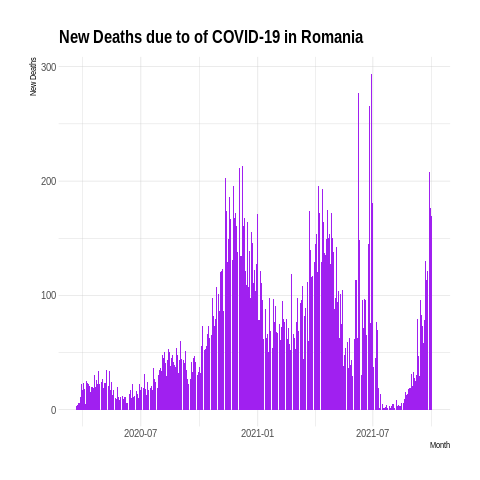 New Deaths due to of COVID-19 in Romania
New Deaths
300
200
100
0
2020-07
2021-01
2021-07
Month